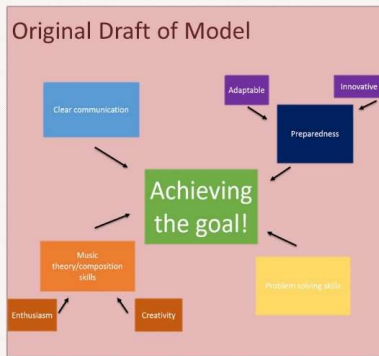 Original Draft of Model
Adaptable
Innovative
Clear communication
Preparedness
Achieving
the goal!
Music
theory/composition
skills
Problem solving skills
Enthusiasm
Creativity